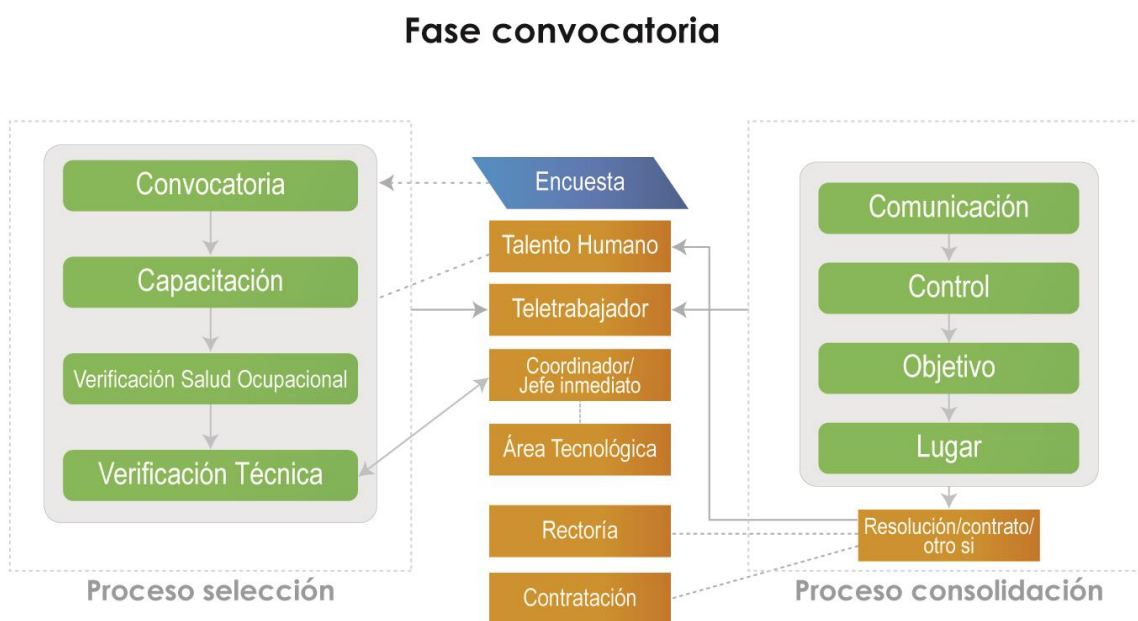 Fase convocatoria
Convocatoria
Capacitación
Verificación Salud Ocupacional
Verificación Técnica
Proceso selección
Encuesta
Talento Humano
Teletrabajador
Coordinador/
Jefe inmediato
Área Tecnológica
Rectoría
Contratación
Comunicación
Control
Objetivo
Lugar
Resolución/contrato/
otro si
Proceso consolidación